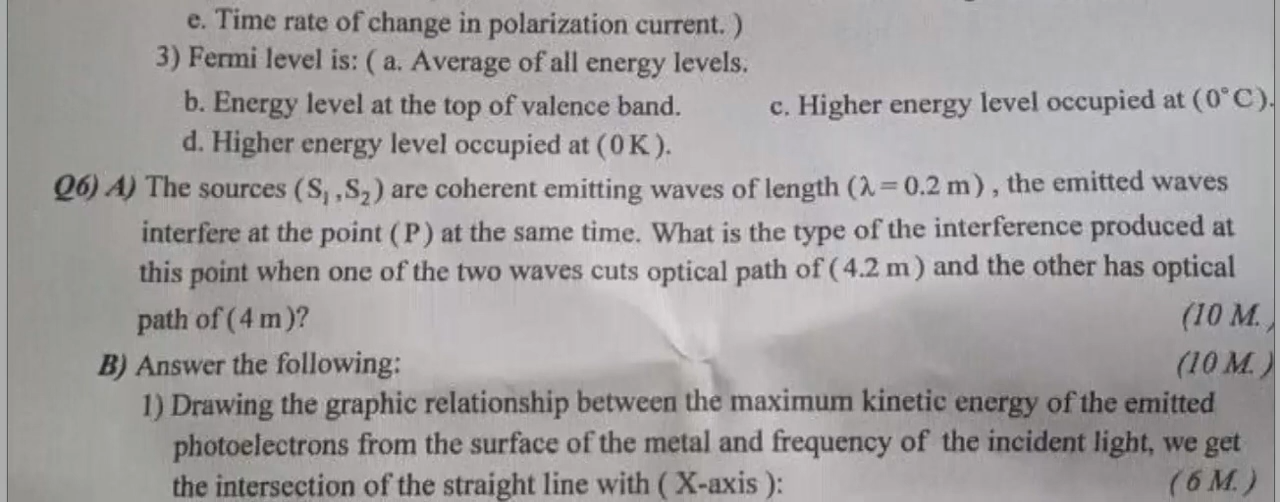 e. Time rate of change in polarization current. )
3) Fermi level is: ( a. Average of all energy levels.
b. Energy level at the top of valence band. c. Higher energy level occupied at (0°C).
d. Higher energy level occupied at (0 K ).
Q6) A) The sources (S₁ ,S₂) are coherent emitting waves of length (λ = 0.2 m) , the emitted waves
interfere at the point ( P ) at the same time. What is the type of the interference produced at
this point when one of the two waves cuts optical path of ( 4.2 m ) and the other has optical
path of ( 4 m )? (10 M.
B) Answer the following: (10 M. )
1) Drawing the graphic relationship between the maximum kinetic energy of the emitted
photoelectrons from the surface of the metal and frequency of the incident light, we get
the intersection of the straight line with ( X-axis ): ( 6 M. )